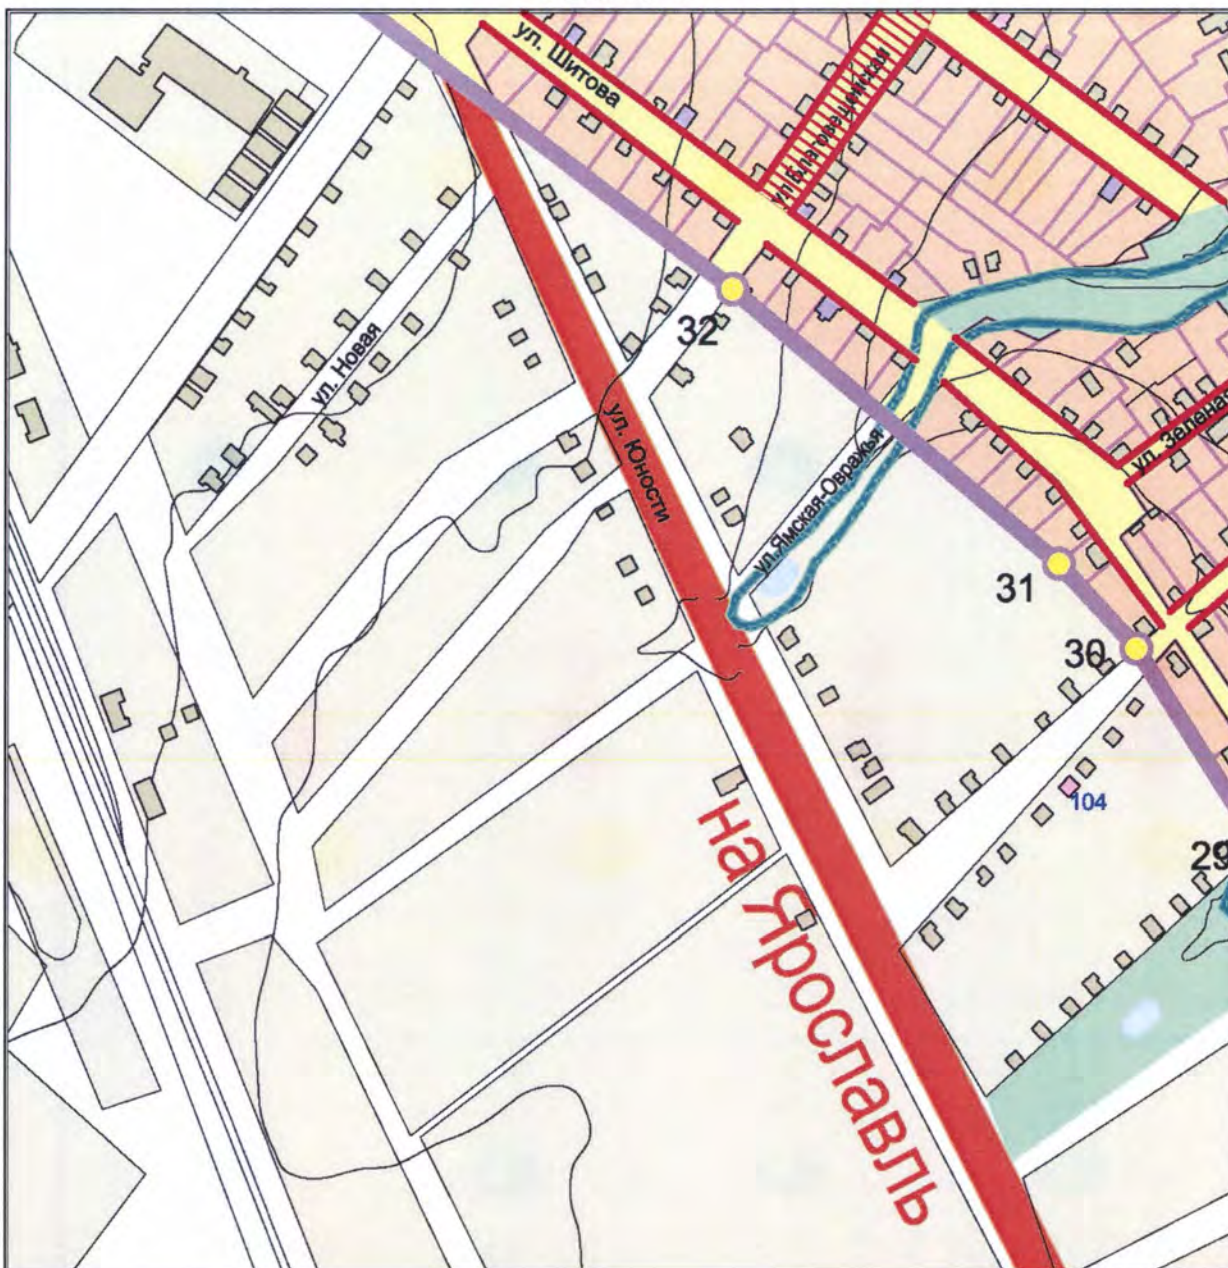 ул. Шитова
ул.Благовещенская
32
ул. Новая
ул. Юности
ул.Ямская-Овражья
ул. Зеленая
31
30
104
29
на Ярославль